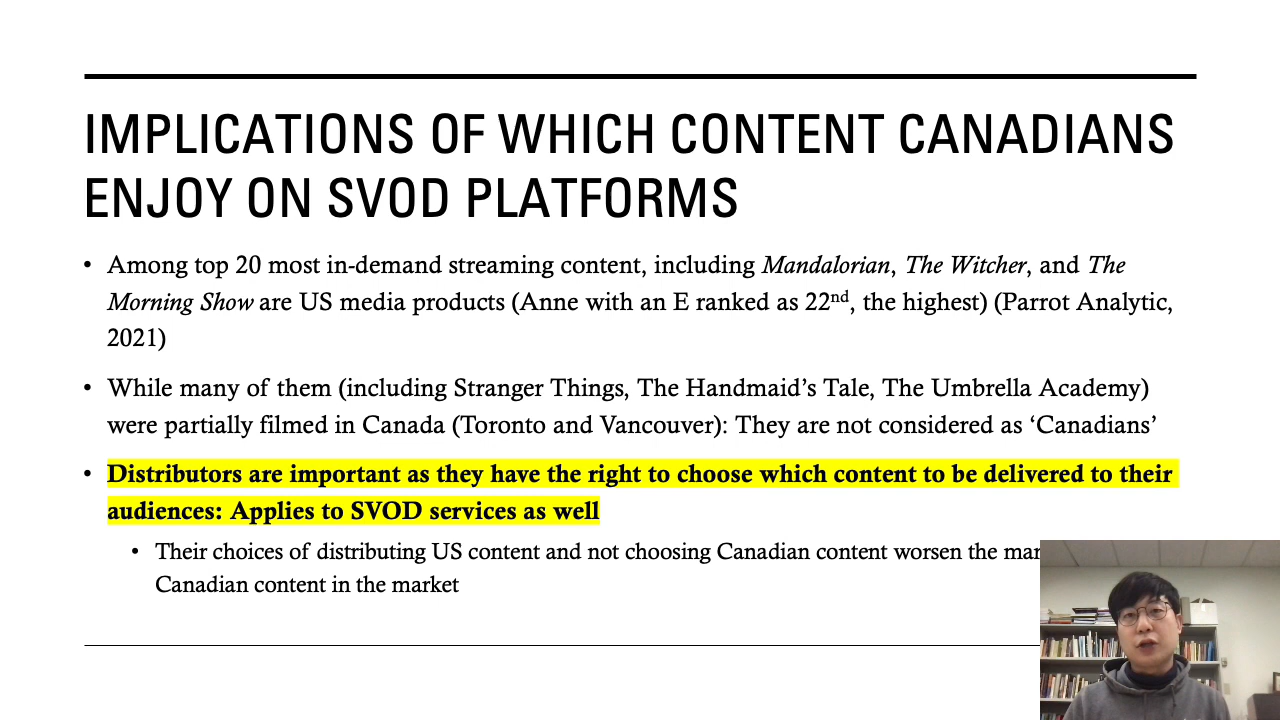 IMPLICATIONS OF WHICH CONTENT CANADIANS
ENJOY ON SVOD PLATFORMS
• Among top 20 most in-demand streaming content, including Mandalorian, The Witcher, and The
Morning Show are US media products (Anne with an E ranked as 22nd, the highest) (Parrot Analytic,
2021)
• While many of them (including Stranger Things, The Handmaid’s Tale, The Umbrella Academy)
were partially filmed in Canada (Toronto and Vancouver): They are not considered as ‘Canadians’
• Distributors are important as they have the right to choose which content to be delivered to their
audiences: Applies to SVOD services as well
• Their choices of distributing US content and not choosing Canadian content worsen the
Canadian content in the market